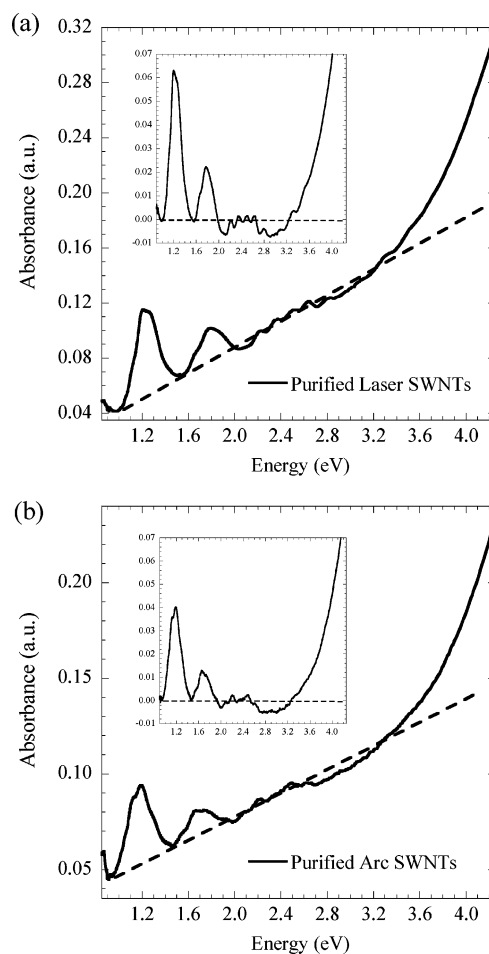 (a)
0.32
0.28
0.24
0.20
0.16
0.12
0.08
0.04
Absorbance (a.u.)
0.07
0.06
0.05
0.04
0.03
0.02
0.01
0.00
-0.01
1.2 1.6 2.0 2.4 2.8 3.2 3.6 4.0
Purified Laser SWNTs
1.2 1.6 2.0 2.4 2.8 3.2 3.6 4.0
Energy (eV)
(b)
0.20
0.15
0.10
0.05
Absorbance (a.u.)
0.07
0.06
0.05
0.04
0.03
0.02
0.01
0.00
-0.01
1.2 1.6 2.0 2.4 2.8 3.2 3.6 4.0
Purified Arc SWNTs
1.2 1.6 2.0 2.4 2.8 3.2 3.6 4.0
Energy (eV)